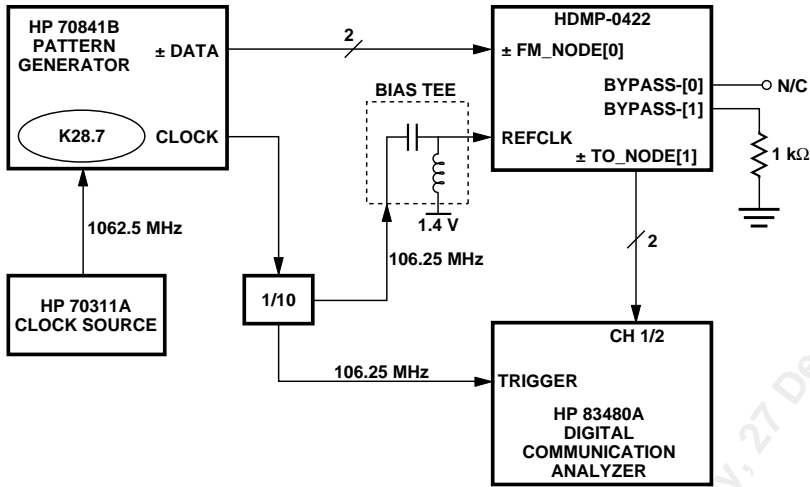 HDMP-0422
HP 70841B
PATTERN
GENERATOR
± DATA
2
± FM_NODE[0]
BYPASS-[0]
N/C
BYPASS-[1]
BIAS TEE
K28.7
CLOCK
REFCLK
± TO_NODE[1]
1 kΩ
1.4 V
1062.5 MHz
106.25 MHz
2
HP 70311A
CLOCK SOURCE
1/10
CH 1/2
106.25 MHz
TRIGGER
HP 83480A
DIGITAL
COMMUNICATION
ANALYZER
, 27 De